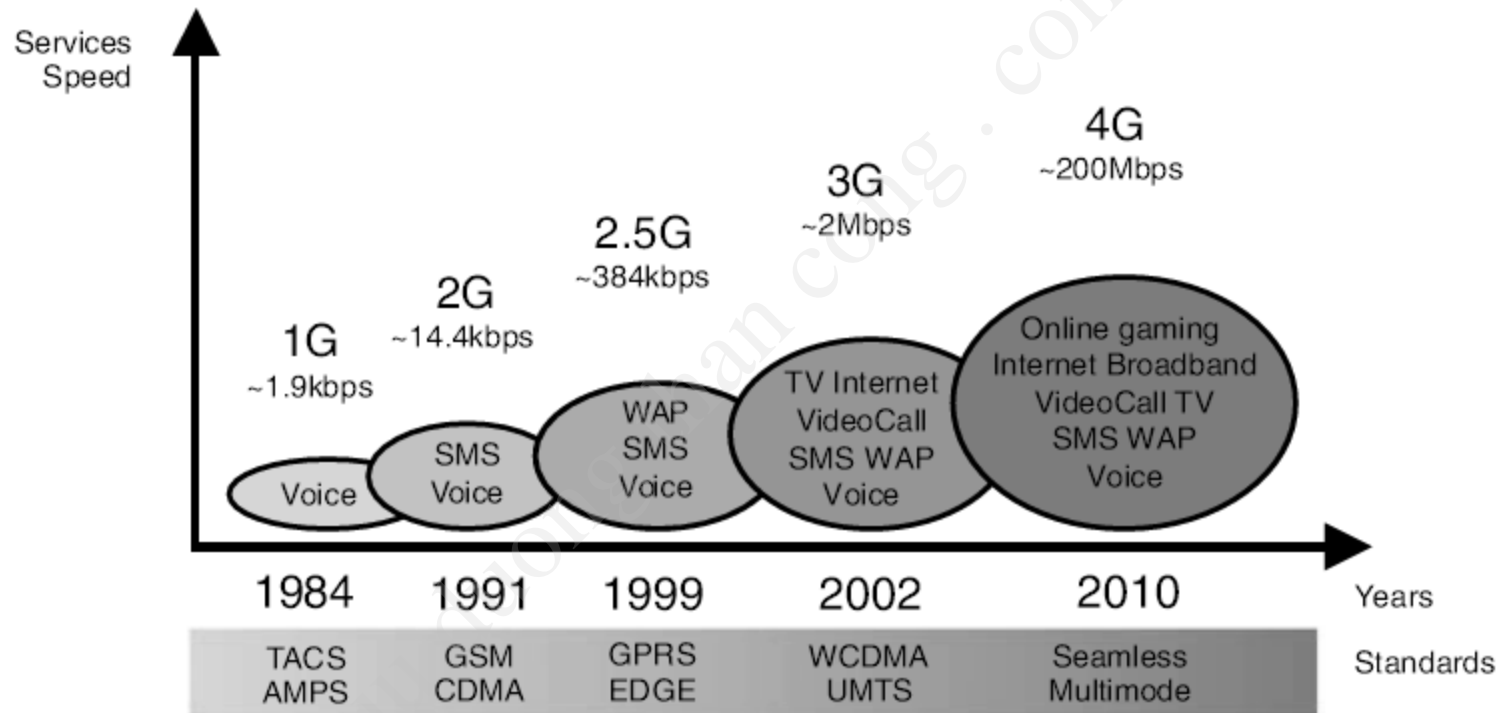 Services
Speed
4G
~200Mbps
3G
~2Mbps
2.5G
~384kbps
2G
~14.4kbps
1G
~1.9kbps
Voice
SMS
Voice
WAP
SMS
Voice
TV Internet
VideoCall
SMS WAP
Voice
Online gaming
Internet Broadband
VideoCall TV
SMS WAP
Voice
1984 1991 1999 2002 2010 Years
TACS GSM GPRS WCDMA Seamless Standards
AMPS CDMA EDGE UMTS Multimode